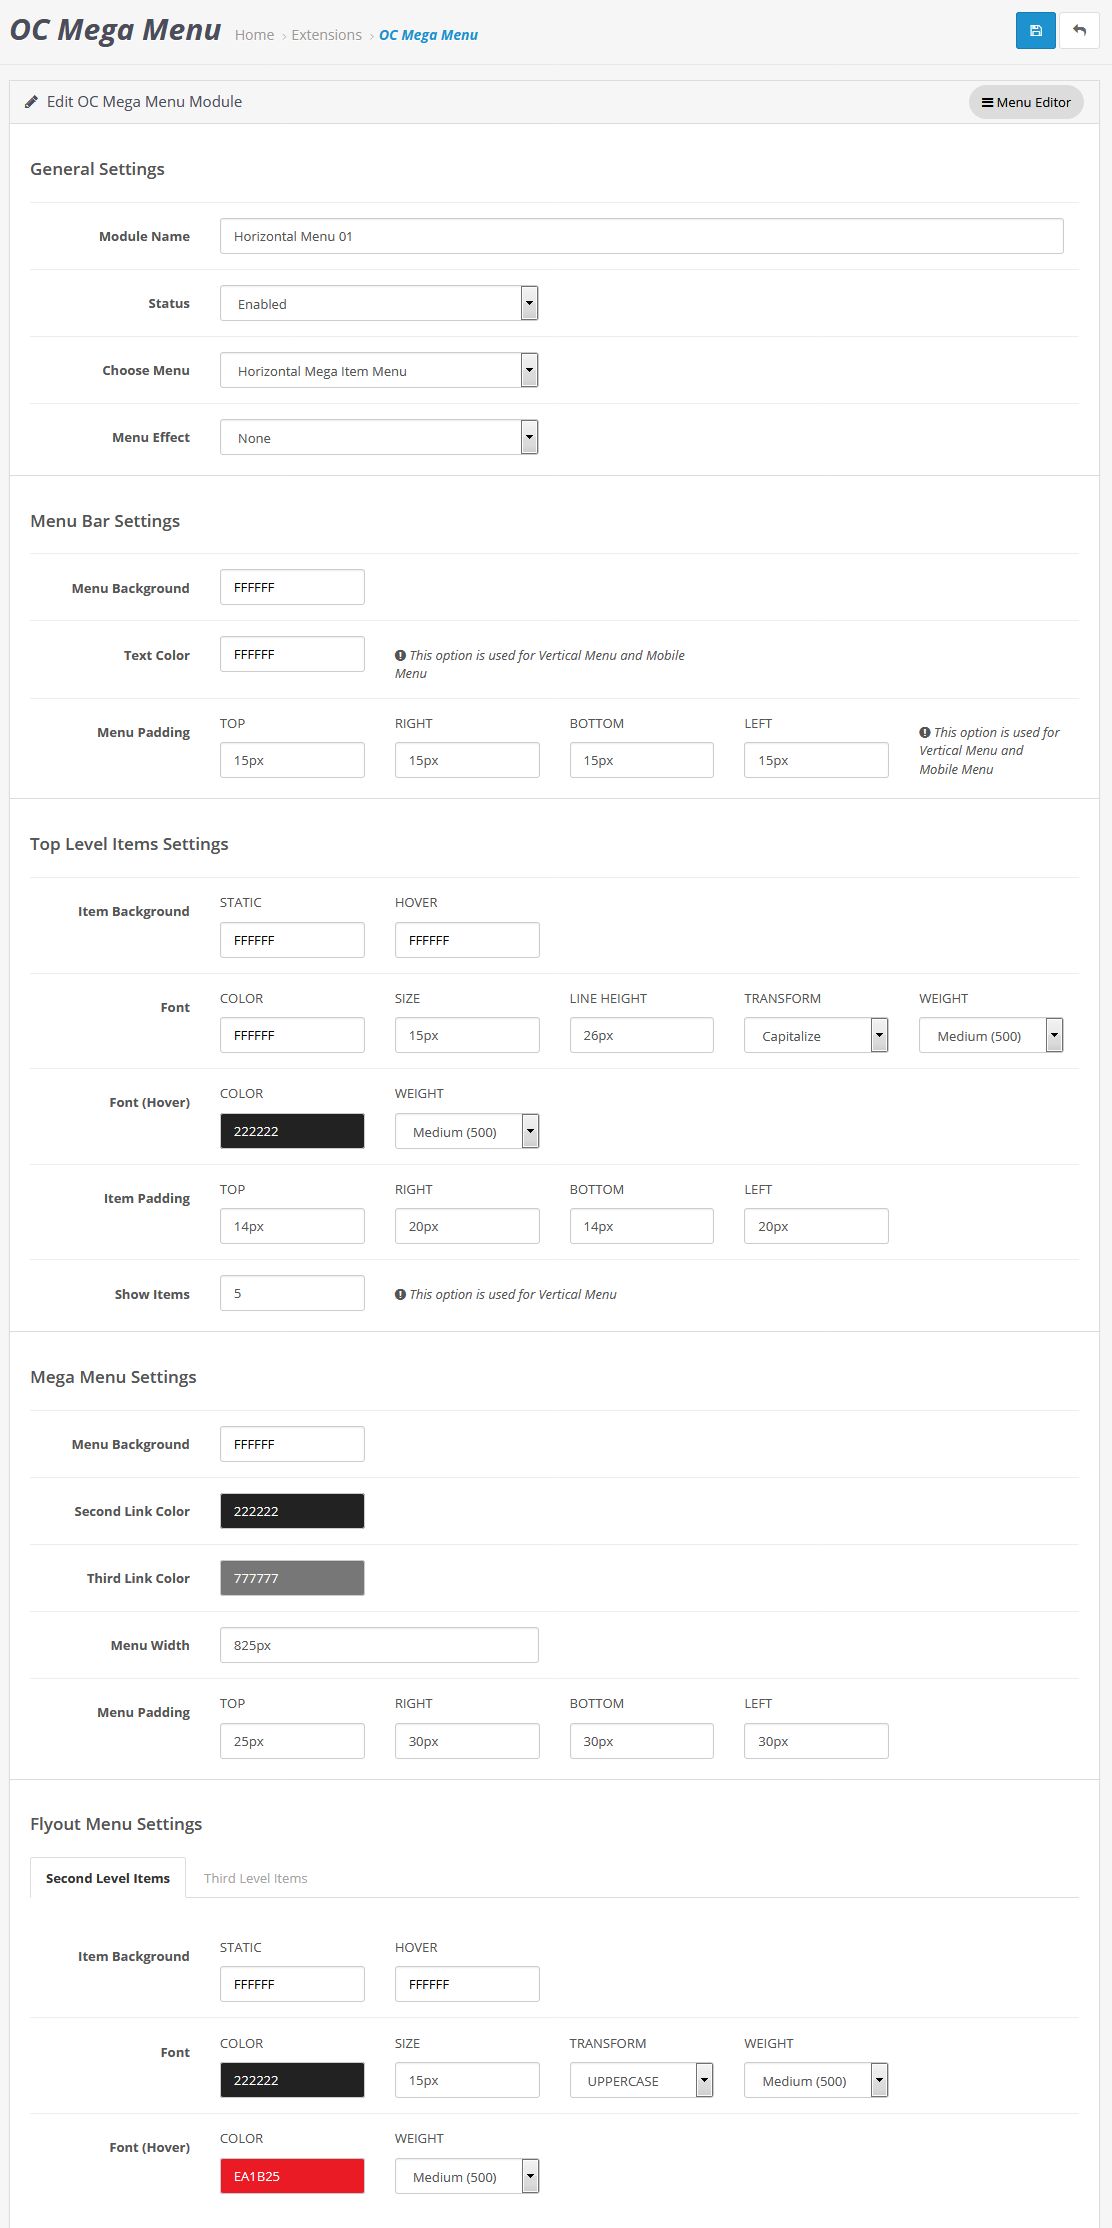 OC Mega Menu Home › Extensions › OC Mega Menu
Edit OC Mega Menu Module
Menu Editor
General Settings
Module Name Horizontal Menu 01
Status Enabled
Choose Menu Horizontal Mega Item Menu
Menu Effect None
Menu Bar Settings
Menu Background FFFFFF
Text Color FFFFFF This option is used for Vertical Menu and Mobile
Menu
TOP RIGHT BOTTOM LEFT
Menu Padding 15px 15px 15px 15px
This option is used for
Vertical Menu and
Mobile Menu
Top Level Items Settings
STATIC HOVER
Item Background FFFFFF FFFFFF
COLOR SIZE LINE HEIGHT TRANSFORM WEIGHT
Font FFFFFF 15px 26px Capitalize Medium (500)
COLOR WEIGHT
Font (Hover) 222222 Medium (500)
TOP RIGHT BOTTOM LEFT
Item Padding 14px 20px 14px 20px
Show Items 5 This option is used for Vertical Menu
Mega Menu Settings
Menu Background FFFFFF
Second Link Color 222222
Third Link Color 777777
Menu Width 825px
TOP RIGHT BOTTOM LEFT
Menu Padding 25px 30px 30px 30px
Flyout Menu Settings
Second Level Items Third Level Items
STATIC HOVER
Item Background FFFFFF FFFFFF
COLOR SIZE TRANSFORM WEIGHT
Font 222222 15px UPPERCASE Medium (500)
COLOR WEIGHT
Font (Hover) EA1B25 Medium (500)